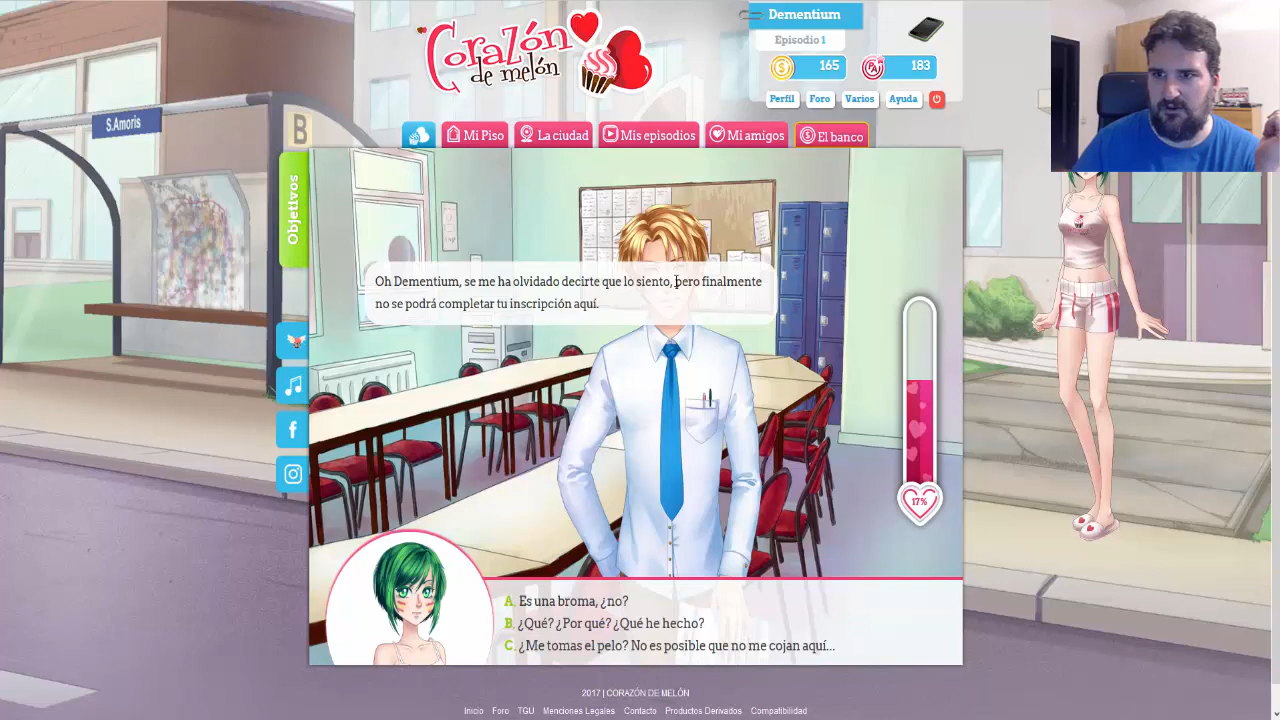 Corazón
de melón
Dementium
Episodio 1
165
183
Perfil
Foro
Varios
Ayuda
S.Amoris
B
Mi Piso
La ciudad
Mis episodios
Mi amigos
El banco
Objetivos
Oh Dementium, se me ha olvidado decirte que lo siento, pero finalmente
no se podrá completar tu inscripción aquí.
17%
A. Es una broma, ¿no?
B. ¿Qué? ¿Por qué? ¿Qué he hecho?
C. ¿Me tomas el pelo? No es posible que no me cojan aquí...
2017 | CORAZÓN DE MELÓN
Inicio Foro TGU Menciones Legales Contacto Productos Derivados Compatibilidad